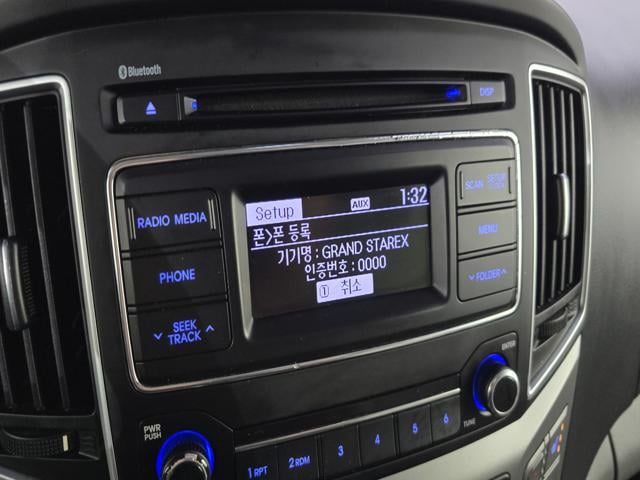 Bluetooth
DISP
Setup AUX 1:32
폰>폰 등록
기기명 : GRAND STAREX
인증번호 : 0000
① 취소
RADIO MEDIA
PHONE
SEEK
TRACK
SCAN SETUP
CLOCK
MENU
FOLDER
ENTER
TUNE
PWR
PUSH
1 RPT 2 RDM 3 4 5 6